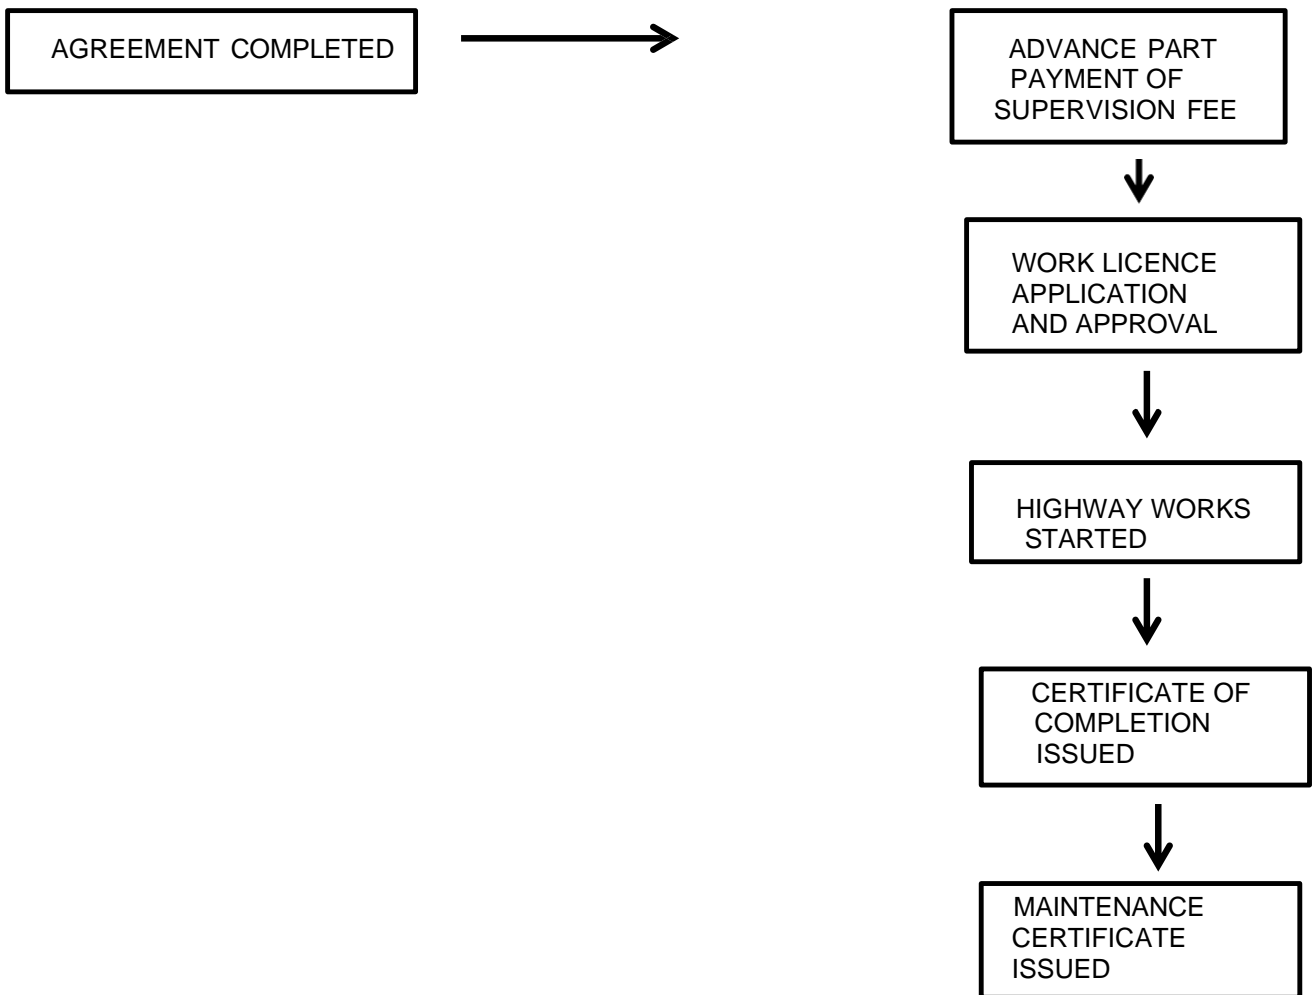 AGREEMENT COMPLETED
ADVANCE PART
PAYMENT OF
SUPERVISION FEE
WORK LICENCE
APPLICATION
AND APPROVAL
HIGHWAY WORKS
STARTED
CERTIFICATE OF
COMPLETION
ISSUED
MAINTENANCE
CERTIFICATE
ISSUED